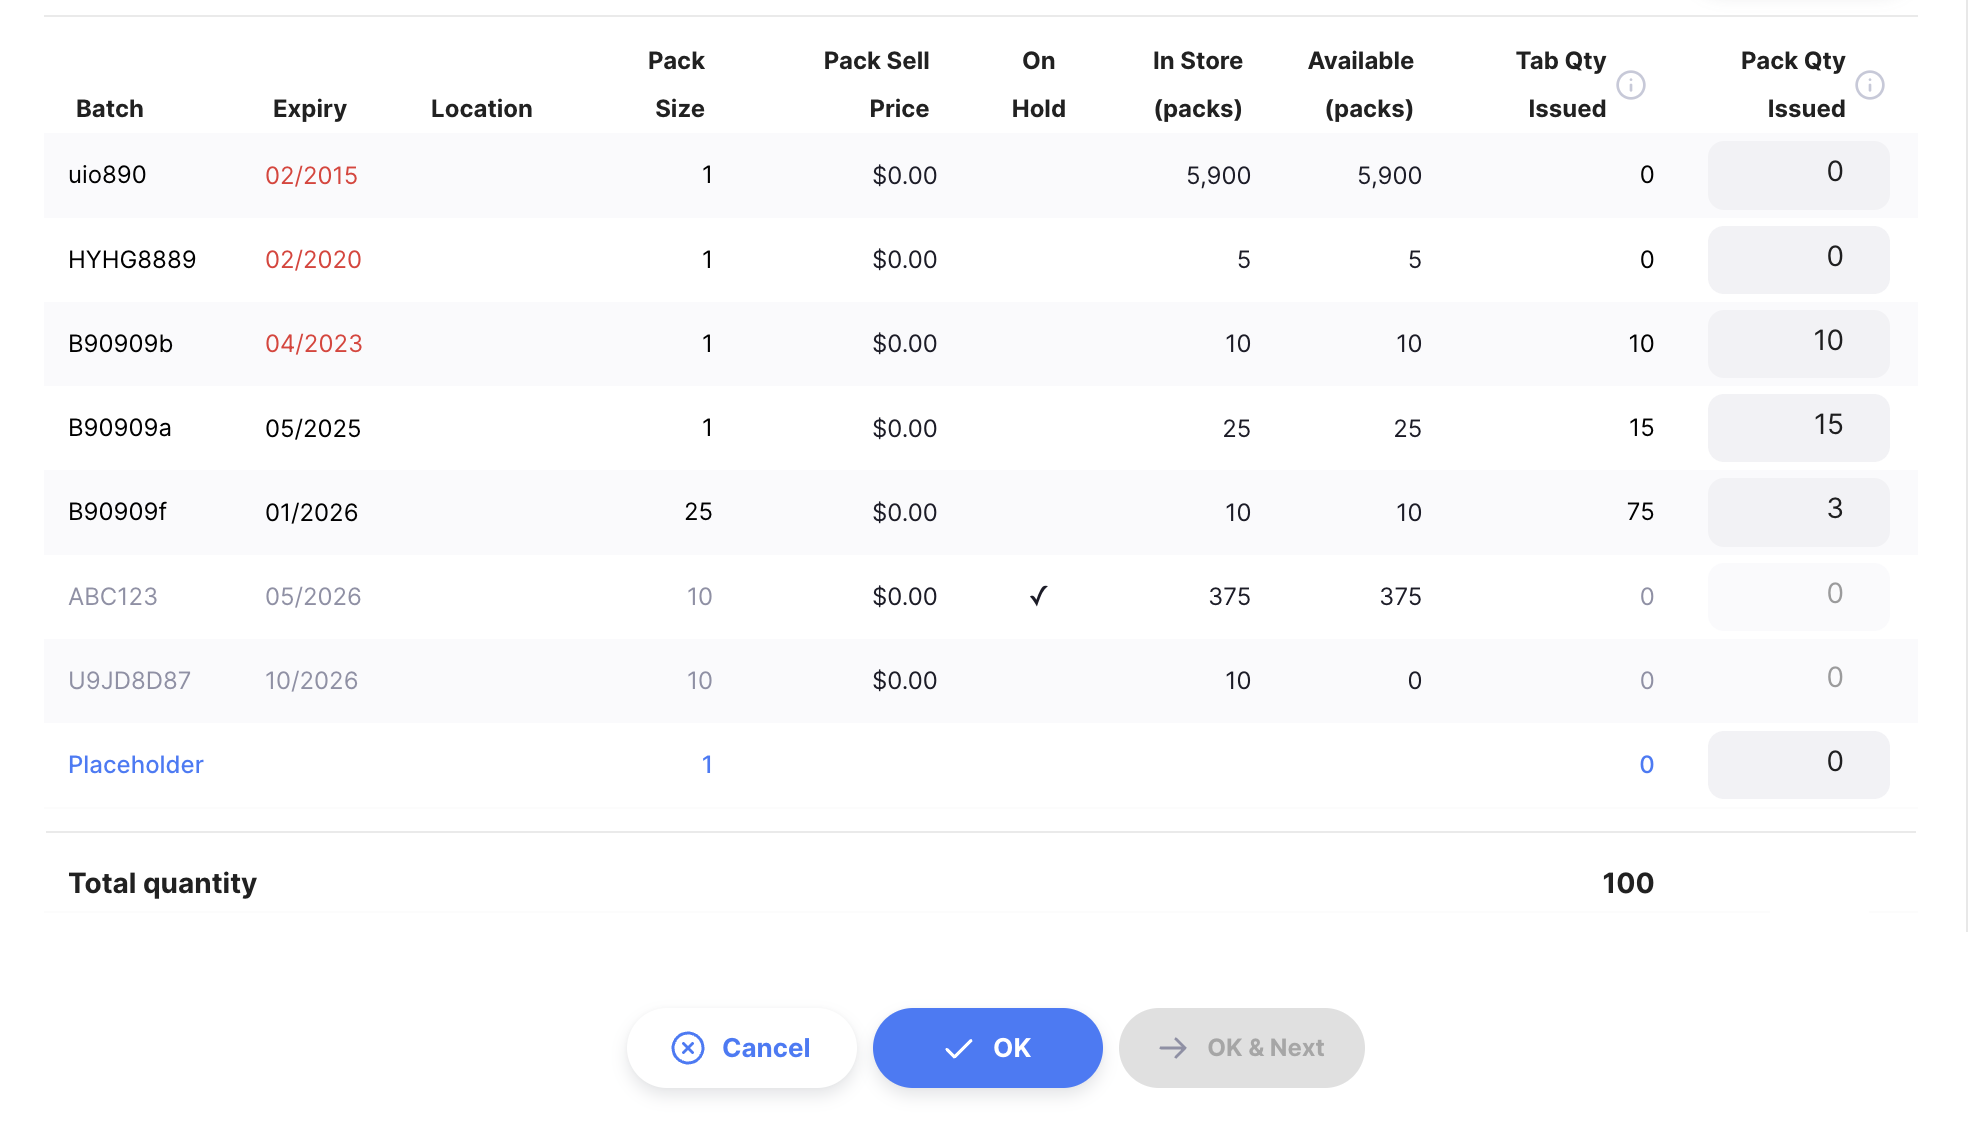 Batch Expiry Location Pack Size Pack Sell Price On Hold In Store (packs) Available (packs) Tab Qty Issued Pack Qty Issued
uio890 02/2015 1 $0.00 5,900 5,900 0 0
HYHG8889 02/2020 1 $0.00 5 5 0 0
B90909b 04/2023 1 $0.00 10 10 10 10
B90909a 05/2025 1 $0.00 25 25 15 15
B90909f 01/2026 25 $0.00 10 10 75 3
ABC123 05/2026 10 $0.00 ✓ 375 375 0 0
U9JD8D87 10/2026 10 $0.00 10 0 0 0
Placeholder 1 0 0
Total quantity 100
Cancel OK OK & Next